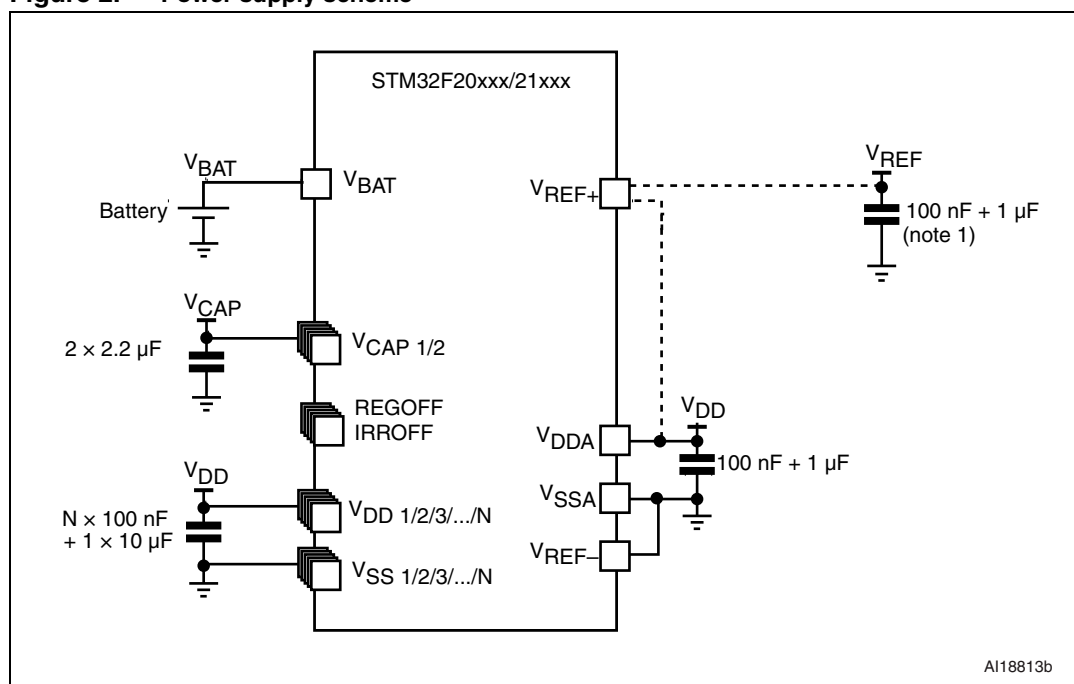 Figure 2. Power supply scheme
STM32F20xxx/21xxx
VBAT
VBAT
Battery
VREF+
VREF
100 nF + 1 µF
(note 1)
VCAP
2 × 2.2 µF
VCAP 1/2
REGOFF
IRROFF
VDD
N × 100 nF
+ 1 × 10 µF
VDD 1/2/3/.../N
VSS 1/2/3/.../N
VDD
VDDA
100 nF + 1 µF
VSSA
VREF–
AI18813b